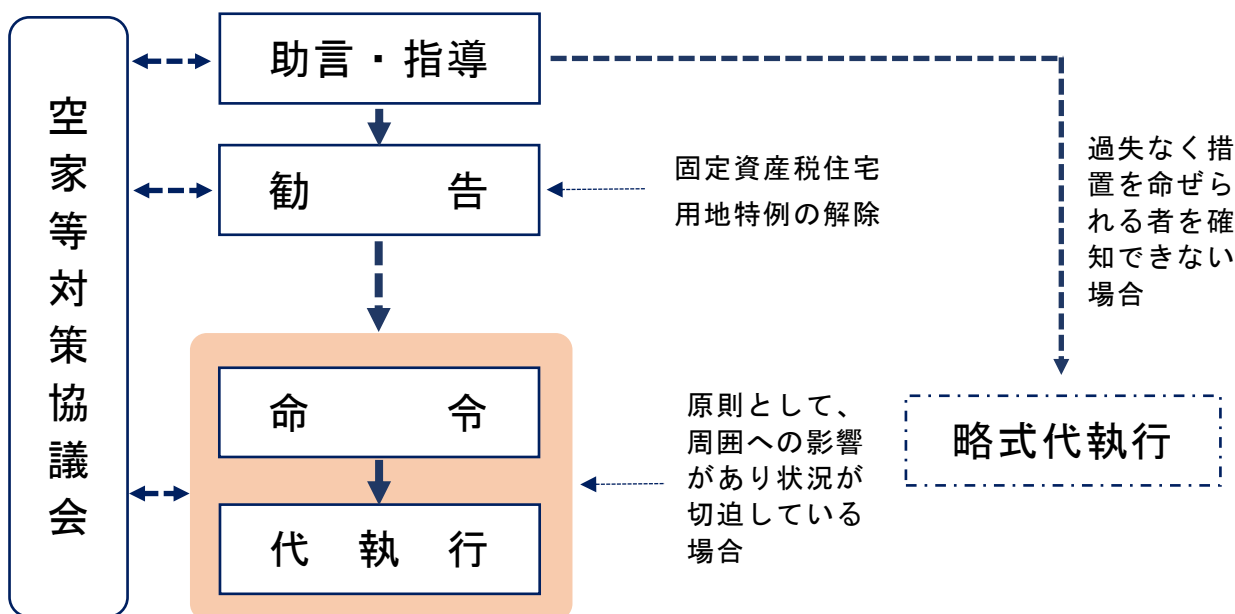 空家等対策協議会
助言・指導
勧告
固定資産税住宅
用地特例の解除
過失なく措
置を命ぜら
れる者を確
知できない
場合
命令
代執行
原則として、
周囲への影響
があり状況が
切迫している
場合
略式代執行